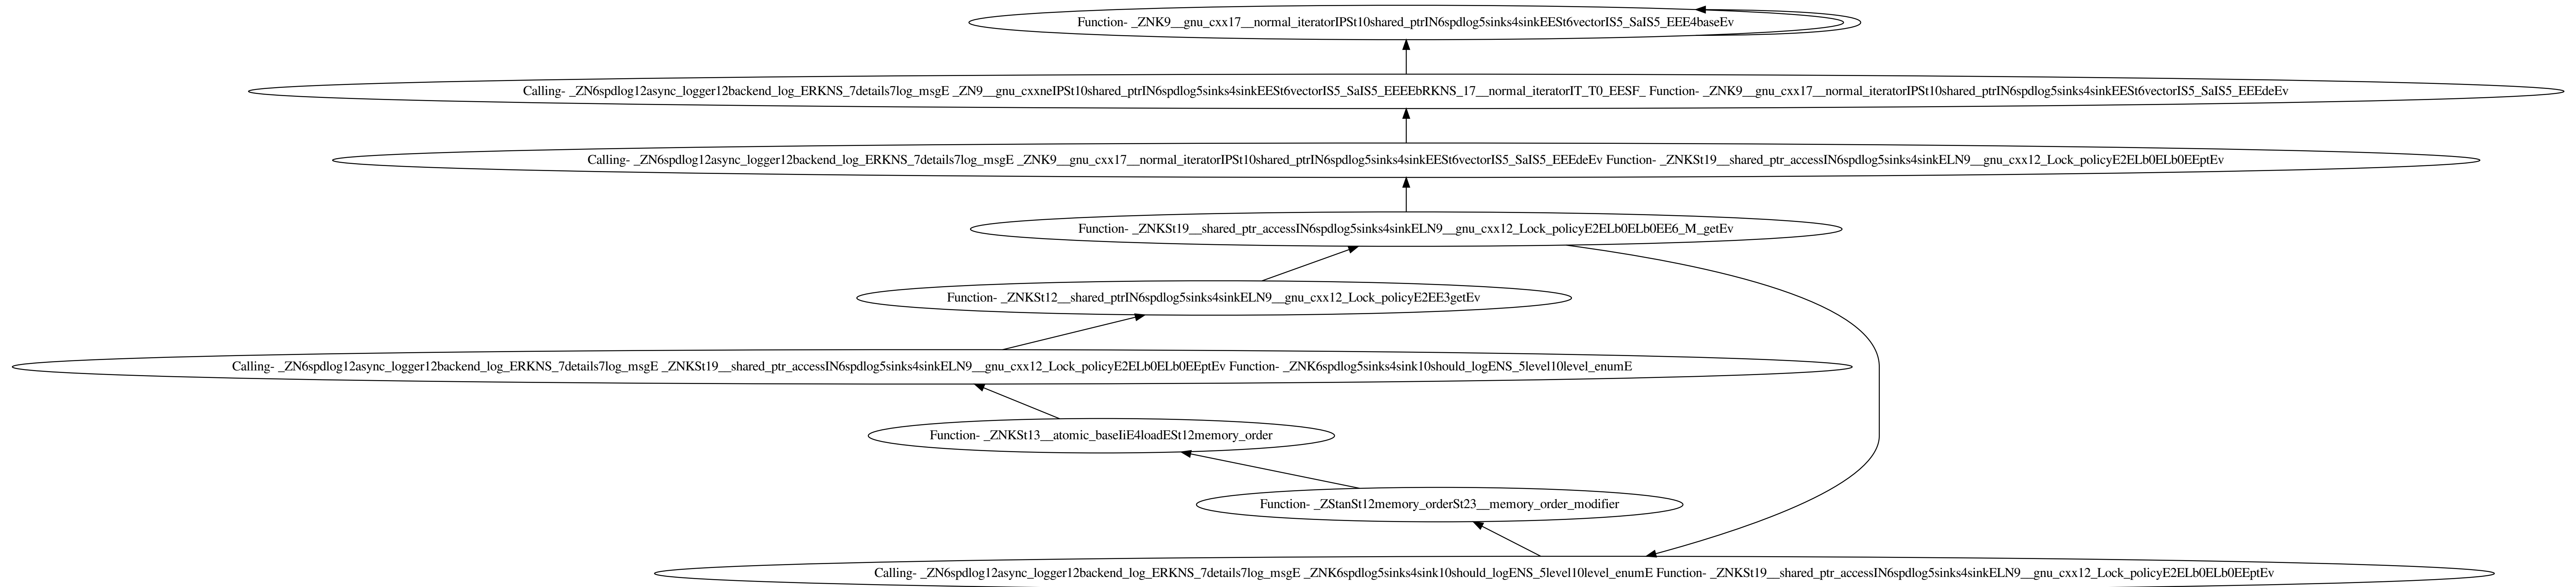 Function- _ZNK9__gnu_cxx17__normal_iteratorIPSt10shared_ptrIN6spdlog5sinks4sinkEESt6vectorIS5_SaIS5_EEE4baseEv
Calling- _ZN6spdlog12async_logger12backend_log_ERKNS_7details7log_msgE _ZN9__gnu_cxxneIPSt10shared_ptrIN6spdlog5sinks4sinkEESt6vectorIS5_SaIS5_EEEEbRKNS_17__normal_iteratorIT_T0_EESF_ Function- _ZNK9__gnu_cxx17__normal_iteratorIPSt10shared_ptrIN6spdlog5sinks4sinkEESt6vectorIS5_SaIS5_EEEdeEv
Calling- _ZN6spdlog12async_logger12backend_log_ERKNS_7details7log_msgE _ZNK9__gnu_cxx17__normal_iteratorIPSt10shared_ptrIN6spdlog5sinks4sinkEESt6vectorIS5_SaIS5_EEEdeEv Function- _ZNKSt19__shared_ptr_accessIN6spdlog5sinks4sinkELN9__gnu_cxx12_Lock_policyE2ELb0ELb0EEptEv
Function- _ZNKSt19__shared_ptr_accessIN6spdlog5sinks4sinkELN9__gnu_cxx12_Lock_policyE2ELb0ELb0EE6_M_getEv
Function- _ZNKSt12__shared_ptrIN6spdlog5sinks4sinkELN9__gnu_cxx12_Lock_policyE2EE3getEv
Calling- _ZN6spdlog12async_logger12backend_log_ERKNS_7details7log_msgE _ZNKSt19__shared_ptr_accessIN6spdlog5sinks4sinkELN9__gnu_cxx12_Lock_policyE2ELb0ELb0EEptEv Function- _ZNK6spdlog5sinks4sink10should_logENS_5level10level_enumE
Function- _ZNKSt13__atomic_baseIiE4loadESt12memory_order
Function- _ZStanSt12memory_orderSt23__memory_order_modifier
Calling- _ZN6spdlog12async_logger12backend_log_ERKNS_7details7log_msgE _ZNK6spdlog5sinks4sink10should_logENS_5level10level_enumE Function- _ZNKSt19__shared_ptr_accessIN6spdlog5sinks4sinkELN9__gnu_cxx12_Lock_policyE2ELb0ELb0EEptEv